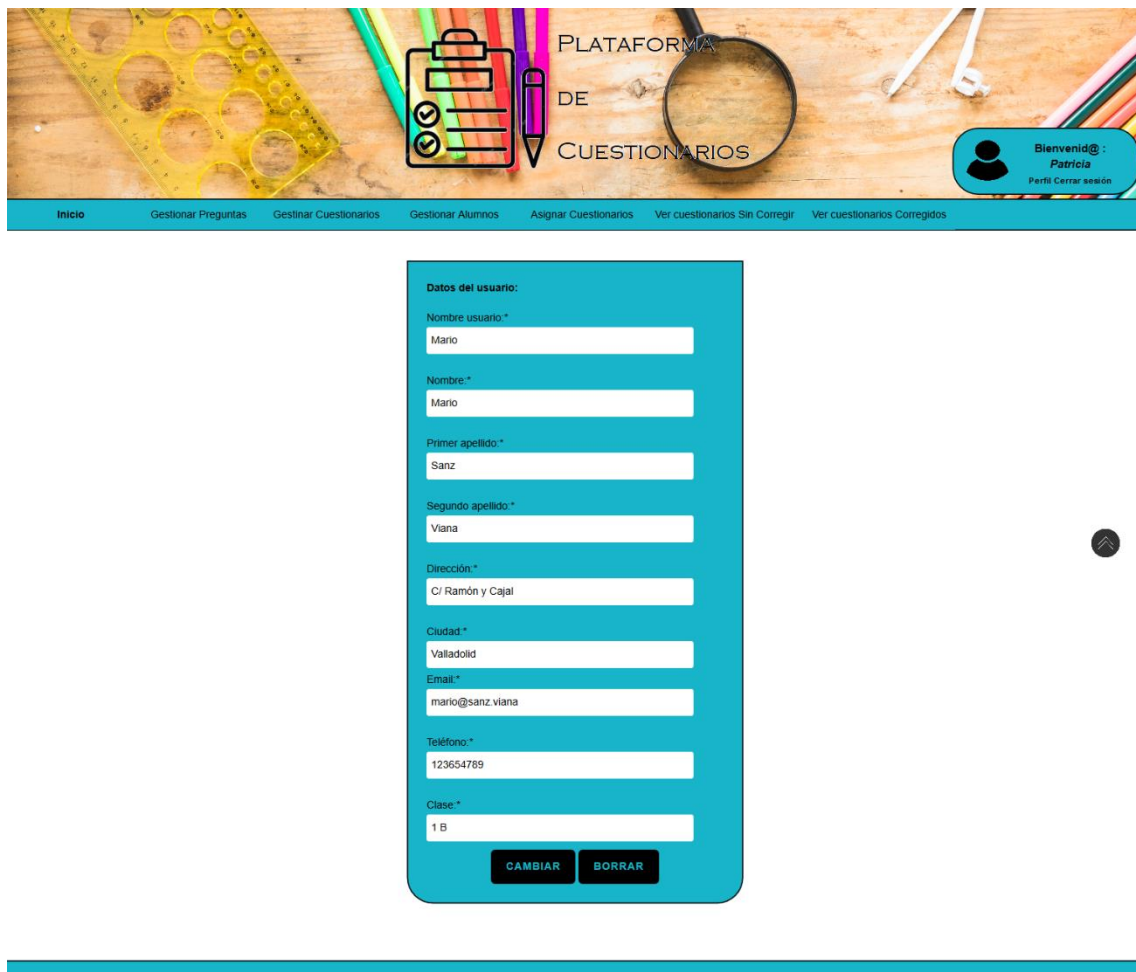 PLATAFORMA
DE
CUESTIONARIOS
Bienvenid@ :
Patricia
Perfil Cerrar sesión
Inicio Gestionar Preguntas Gestinar Cuestionarios Gestionar Alumnos Asignar Cuestionarios Ver cuestionarios Sin Corregir Ver cuestionarios Corregidos
Datos del usuario:
Nombre usuario:*
Mario
Nombre:*
Mario
Primer apellido:*
Sanz
Segundo apellido:*
Viana
Dirección:*
C/ Ramón y Cajal
Ciudad:*
Valladolid
Email:*
mario@sanz.viana
Teléfono:*
123654789
Clase:*
1 B
CAMBIAR BORRAR